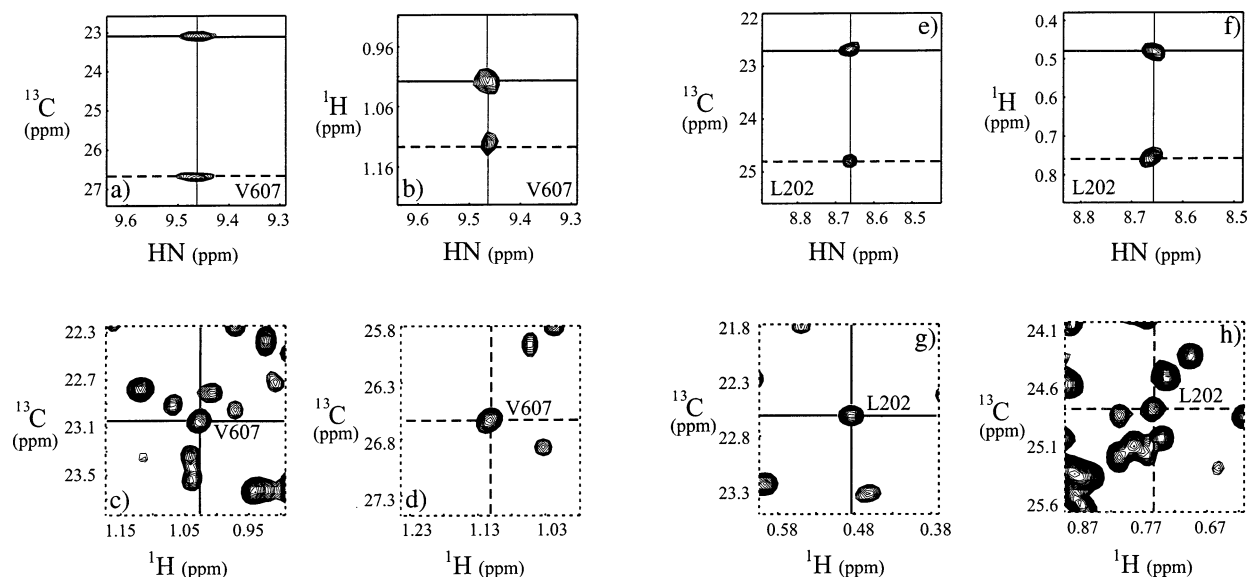 23
24
25
26
27
13C
(ppm)
a)
V607
9.6
9.5
9.4
9.3
HN (ppm)
0.96
1.06
1.16
1H
(ppm)
b)
V607
9.6
9.5
9.4
9.3
HN (ppm)
22
23
24
25
13C
(ppm)
e)
L202
8.8
8.7
8.6
8.5
HN (ppm)
0.4
0.5
0.6
0.7
0.8
1H
(ppm)
f)
L202
8.8
8.7
8.6
8.5
HN (ppm)
22.3
22.7
23.1
23.5
13C
(ppm)
V607
c)
1.15
1.05
0.95
1H (ppm)
25.8
26.3
26.8
27.3
13C
(ppm)
V607
d)
1.23
1.13
1.03
1H (ppm)
21.8
22.3
22.8
23.3
13C
(ppm)
g)
L202
0.58
0.48
0.38
1H (ppm)
24.1
24.6
25.1
25.6
13C
(ppm)
h)
L202
0.87
0.77
0.67
1H (ppm)